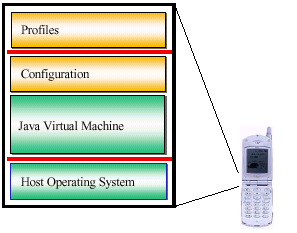 Profiles
Configuration
Java Virtual Machine
Host Operating System